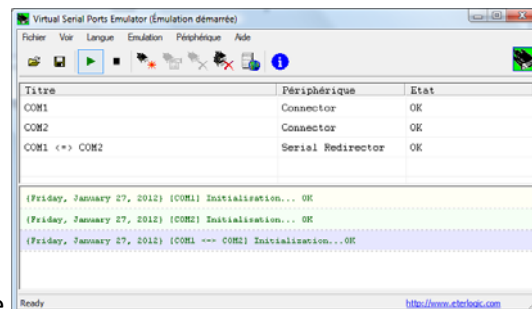 Virtual Serial Ports Emulator (Émulation démarrée)
Fichier Voir Langue Emulation Périphérique Aide
Titre Périphérique Etat
COM1 Connector OK
COM2 Connector OK
COM1 <=> COM2 Serial Redirector OK
(Friday, January 27, 2012) [COM1] Initialisation... OK
(Friday, January 27, 2012) [COM2] Initialisation... OK
(Friday, January 27, 2012) [COM1 <=> COM2] Initialization...OK
Ready http://www.eterlogic.com